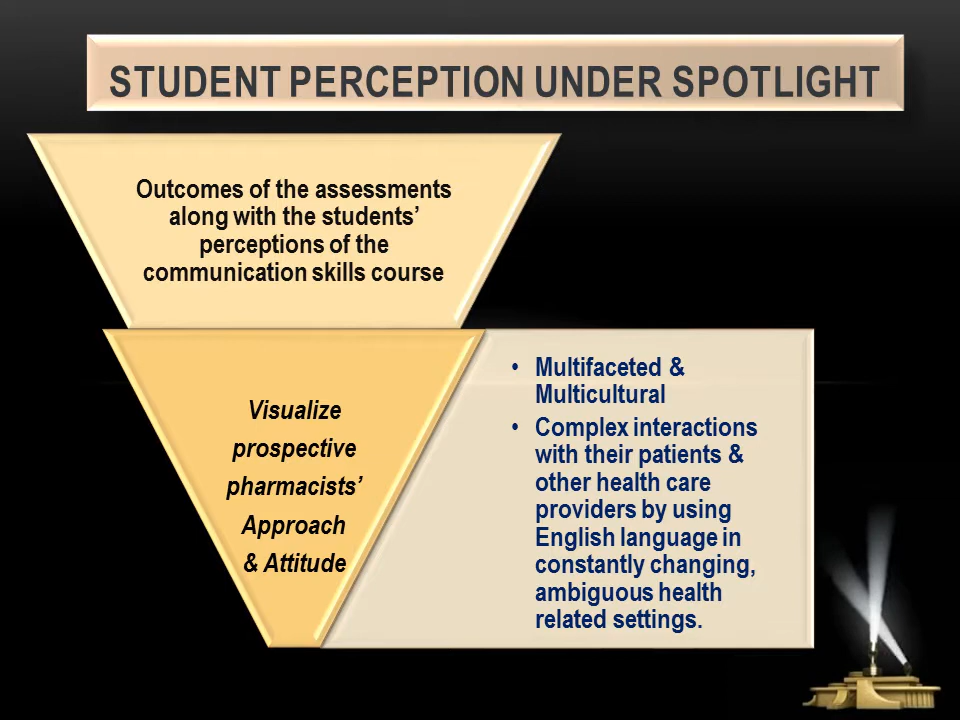 STUDENT PERCEPTION UNDER SPOTLIGHT
Outcomes of the assessments
along with the students’
perceptions of the
communication skills course
Visualize
prospective
pharmacists’
Approach
& Attitude
• Multifaceted &
Multicultural
• Complex interactions
with their patients &
other health care
providers by using
English language in
constantly changing,
ambiguous health
related settings.